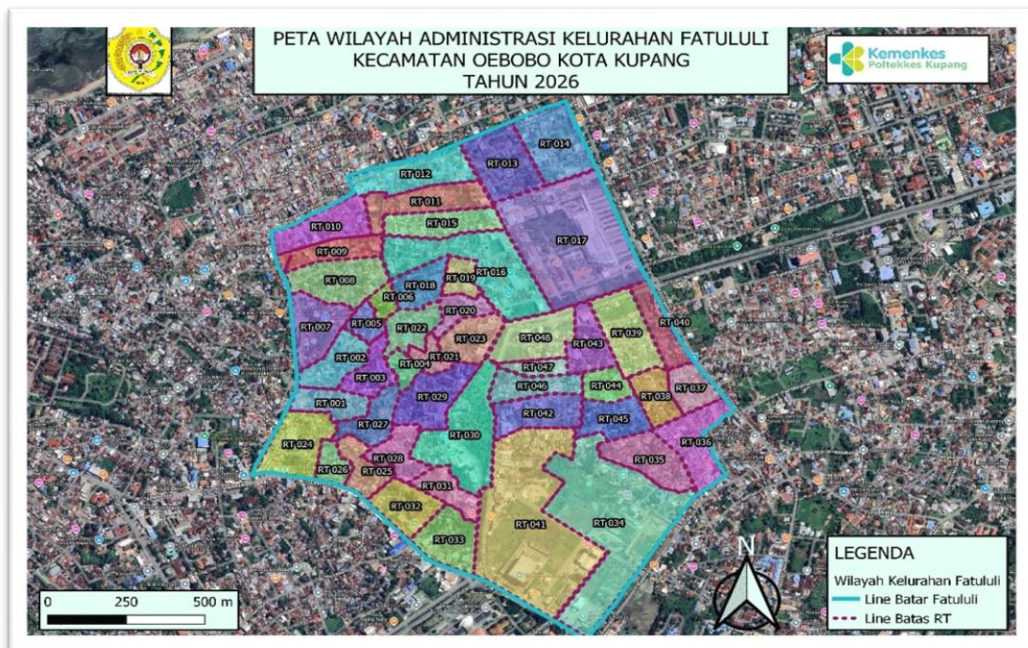 PETA WILAYAH ADMINISTRASI KELURAHAN FATULULI
KECAMATAN OEBOBO KOTA KUPANG
TAHUN 2026
Kemenkes
Poltekkes Kupang
RT 014
RT 013
RT 012
RT 011
RT 015
RT 010
RT 017
RT 009
RT 016
RT 008
RT 019
RT 018
RT 006
RT 020
RT 040
RT 005
RT 007
RT 022
RT 039
RT 023
RT 048
RT 043
RT 002
RT 021
RT 004
RT 047
RT 003
RT 046
RT 044
RT 037
RT 029
RT 038
RT 001
RT 042
RT 045
RT 027
RT 030
RT 024
RT 036
RT 028
RT 035
RT 026
RT 025
RT 031
RT 032
RT 041
RT 034
RT 033
N
LEGENDA
Wilayah Kelurahan Fatululi
Line Batar Fatululi
Line Batas RT
0 250 500 m